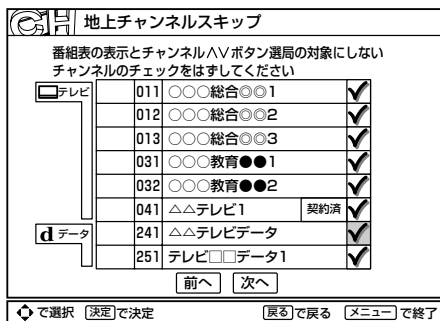 CH 地上チャンネルスキップ
番組表の表示とチャンネル∧∨ボタン選局の対象にしない
チャンネルのチェックをはずしてください
テレビ
011 ○○○総合◎◎1
012 ○○○総合◎◎2
013 ○○○総合◎◎3
031 ○○○教育●●1
032 ○○○教育●●2
041 △△テレビ1 契約済
d データ
241 △△テレビデータ
251 テレビ□□データ1
前へ 次へ
で選択 決定で決定 戻るで戻る メニューで終了